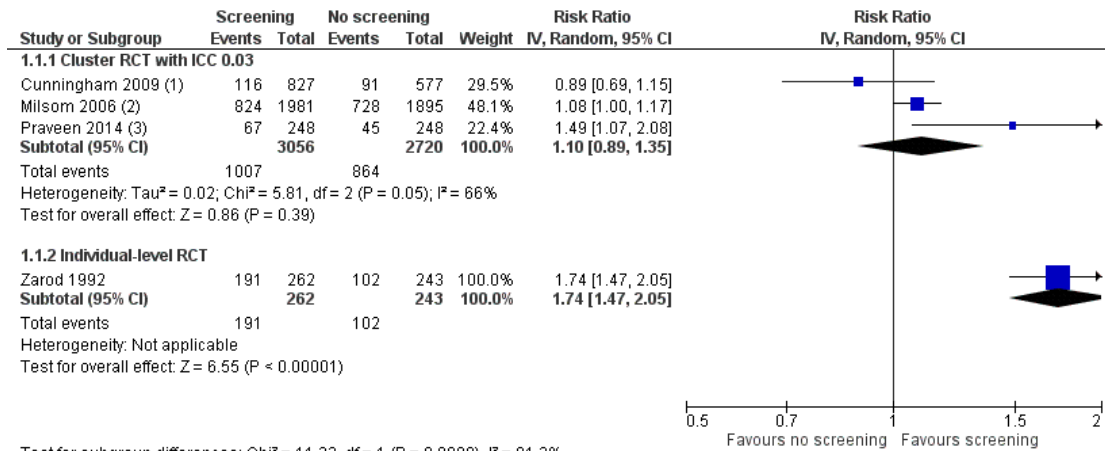 Screening No screening Risk Ratio Risk Ratio
Study or Subgroup Events Total Events Total Weight IV, Random, 95% CI IV, Random, 95% CI
1.1.1 Cluster RCT with ICC 0.03
Cunningham 2009 (1) 116 827 91 577 29.5% 0.89 [0.69, 1.15]
Milsom 2006 (2) 824 1981 728 1895 48.1% 1.08 [1.00, 1.17]
Praveen 2014 (3) 67 248 45 248 22.4% 1.49 [1.07, 2.08]
Subtotal (95% CI) 3056 2720 100.0% 1.10 [0.89, 1.35]
Total events 1007 864
Heterogeneity: Tau² = 0.02; Chi² = 5.81, df = 2 (P = 0.05); I² = 66%
Test for overall effect: Z = 0.86 (P = 0.39)
1.1.2 Individual-level RCT
Zarod 1992 191 262 102 243 100.0% 1.74 [1.47, 2.05]
Subtotal (95% CI) 262 243 100.0% 1.74 [1.47, 2.05]
Total events 191 102
Heterogeneity: Not applicable
Test for overall effect: Z = 6.55 (P < 0.00001)
0.5 0.7 1 1.5 2
Favours no screening Favours screening
Test for subgroup differences: df = 1